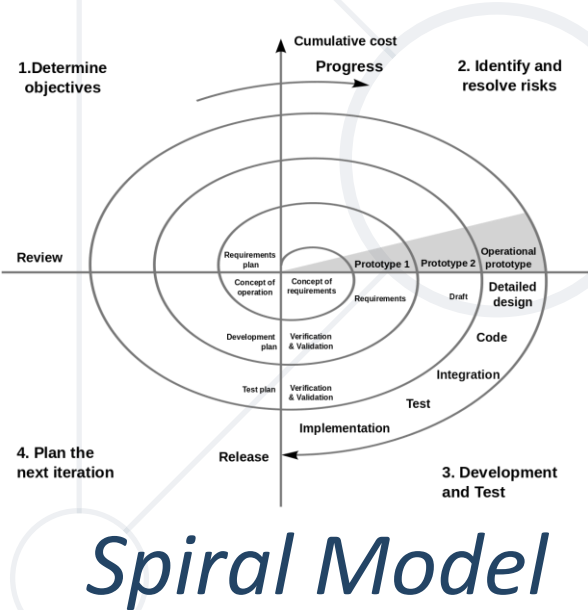 Cumulative cost
Progress
1.Determine
objectives
2. Identify and
resolve risks
Review
Requirements
plan
Prototype 1
Prototype 2
Operational
prototype
Concept of
operation
Concept of
requirements
Requirements
Draft
Detailed
design
Development
plan
Verification
& Validation
Code
Integration
Test plan
Verification
& Validation
Test
Implementation
Release
4. Plan the
next iteration
3. Development
and Test
Spiral Model